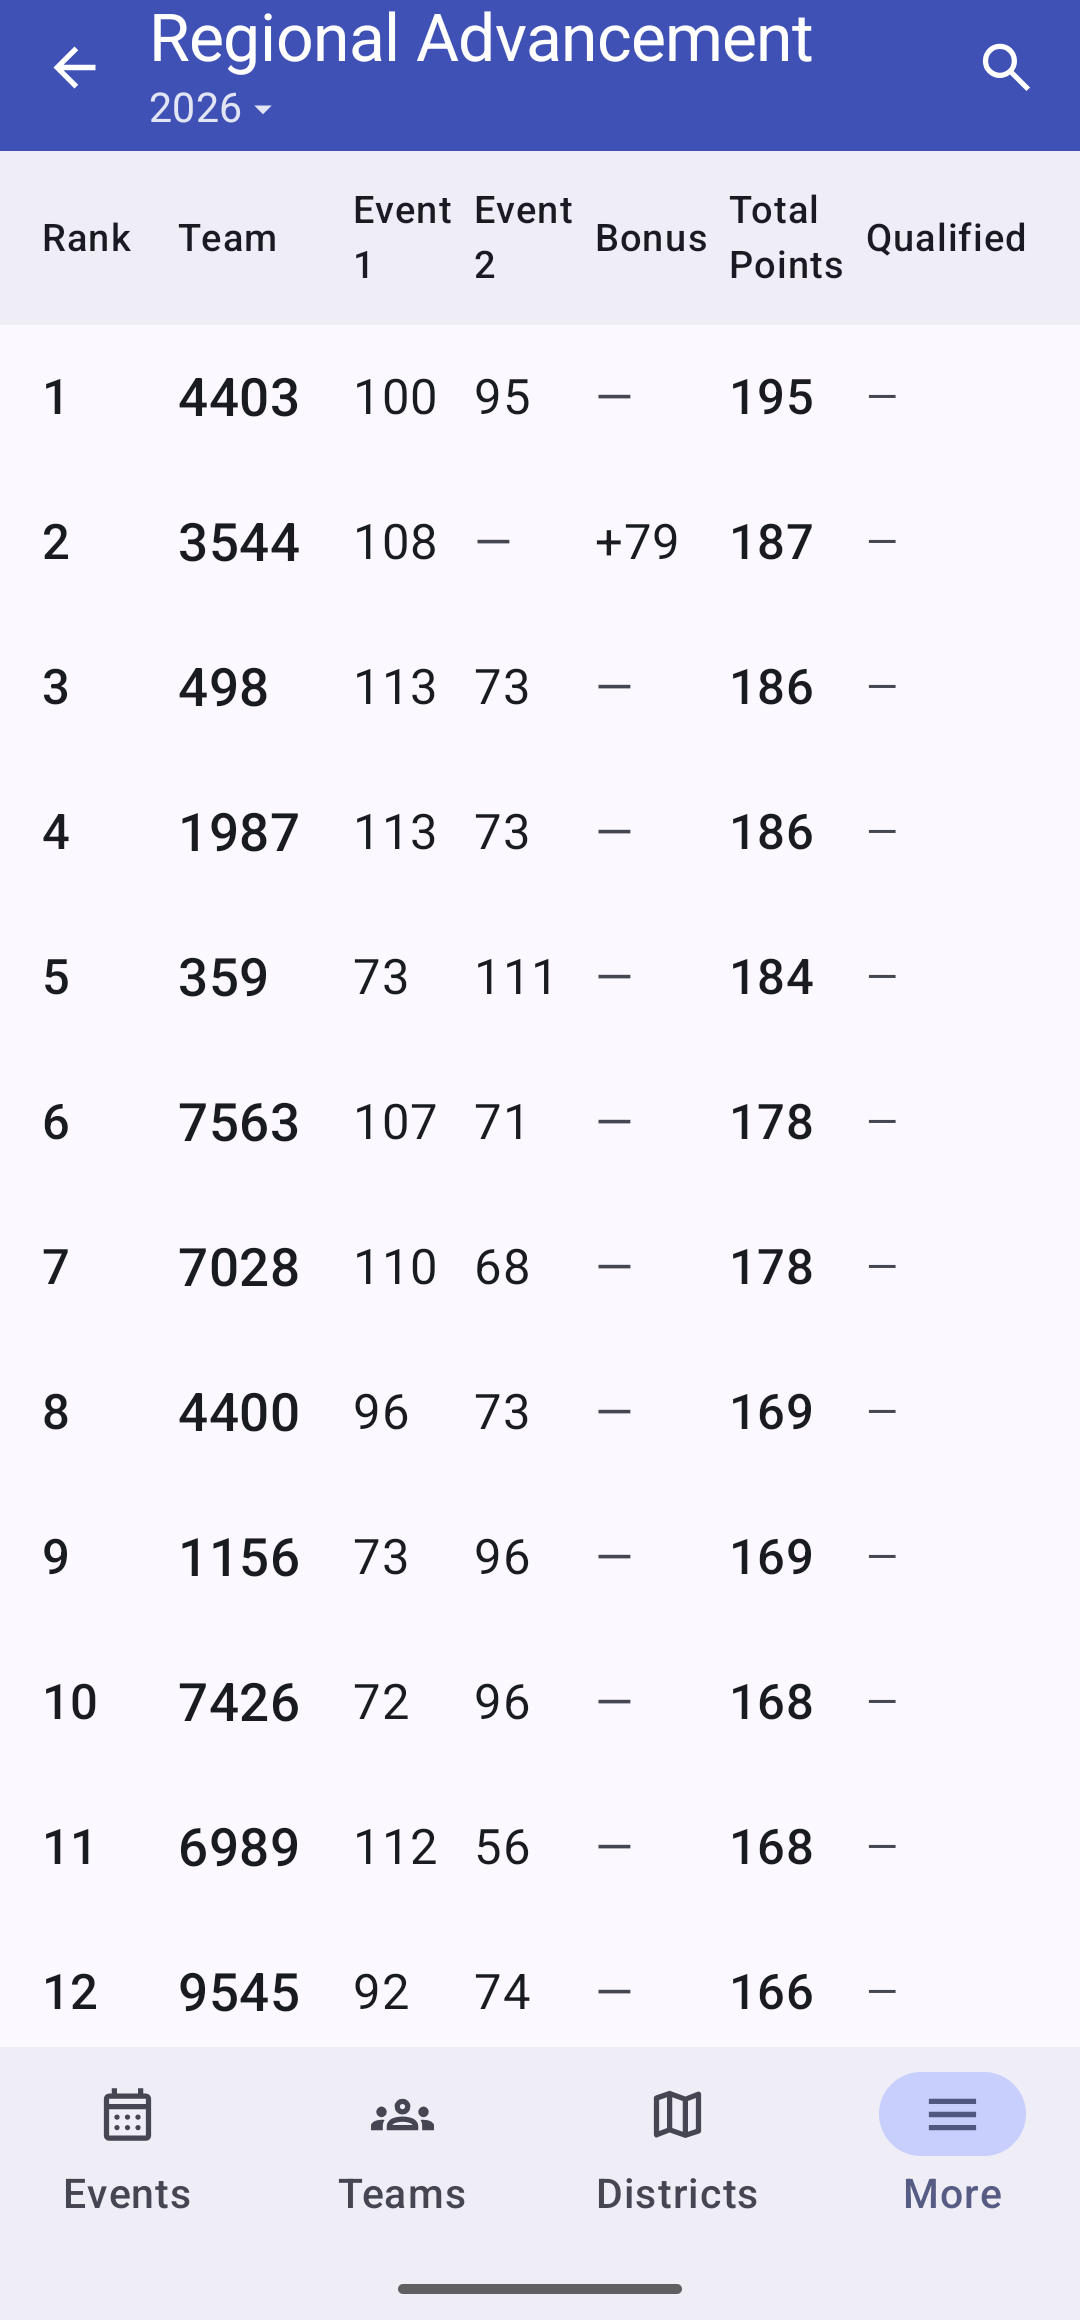 Regional Advancement
2026
Rank Team Event 1 Event 2 Bonus Total Points Qualified
1 4403 100 95 — 195 —
2 3544 108 — +79 187 —
3 498 113 73 — 186 —
4 1987 113 73 — 186 —
5 359 73 111 — 184 —
6 7563 107 71 — 178 —
7 7028 110 68 — 178 —
8 4400 96 73 — 169 —
9 1156 73 96 — 169 —
10 7426 72 96 — 168 —
11 6989 112 56 — 168 —
12 9545 92 74 — 166 —
Events Teams Districts More